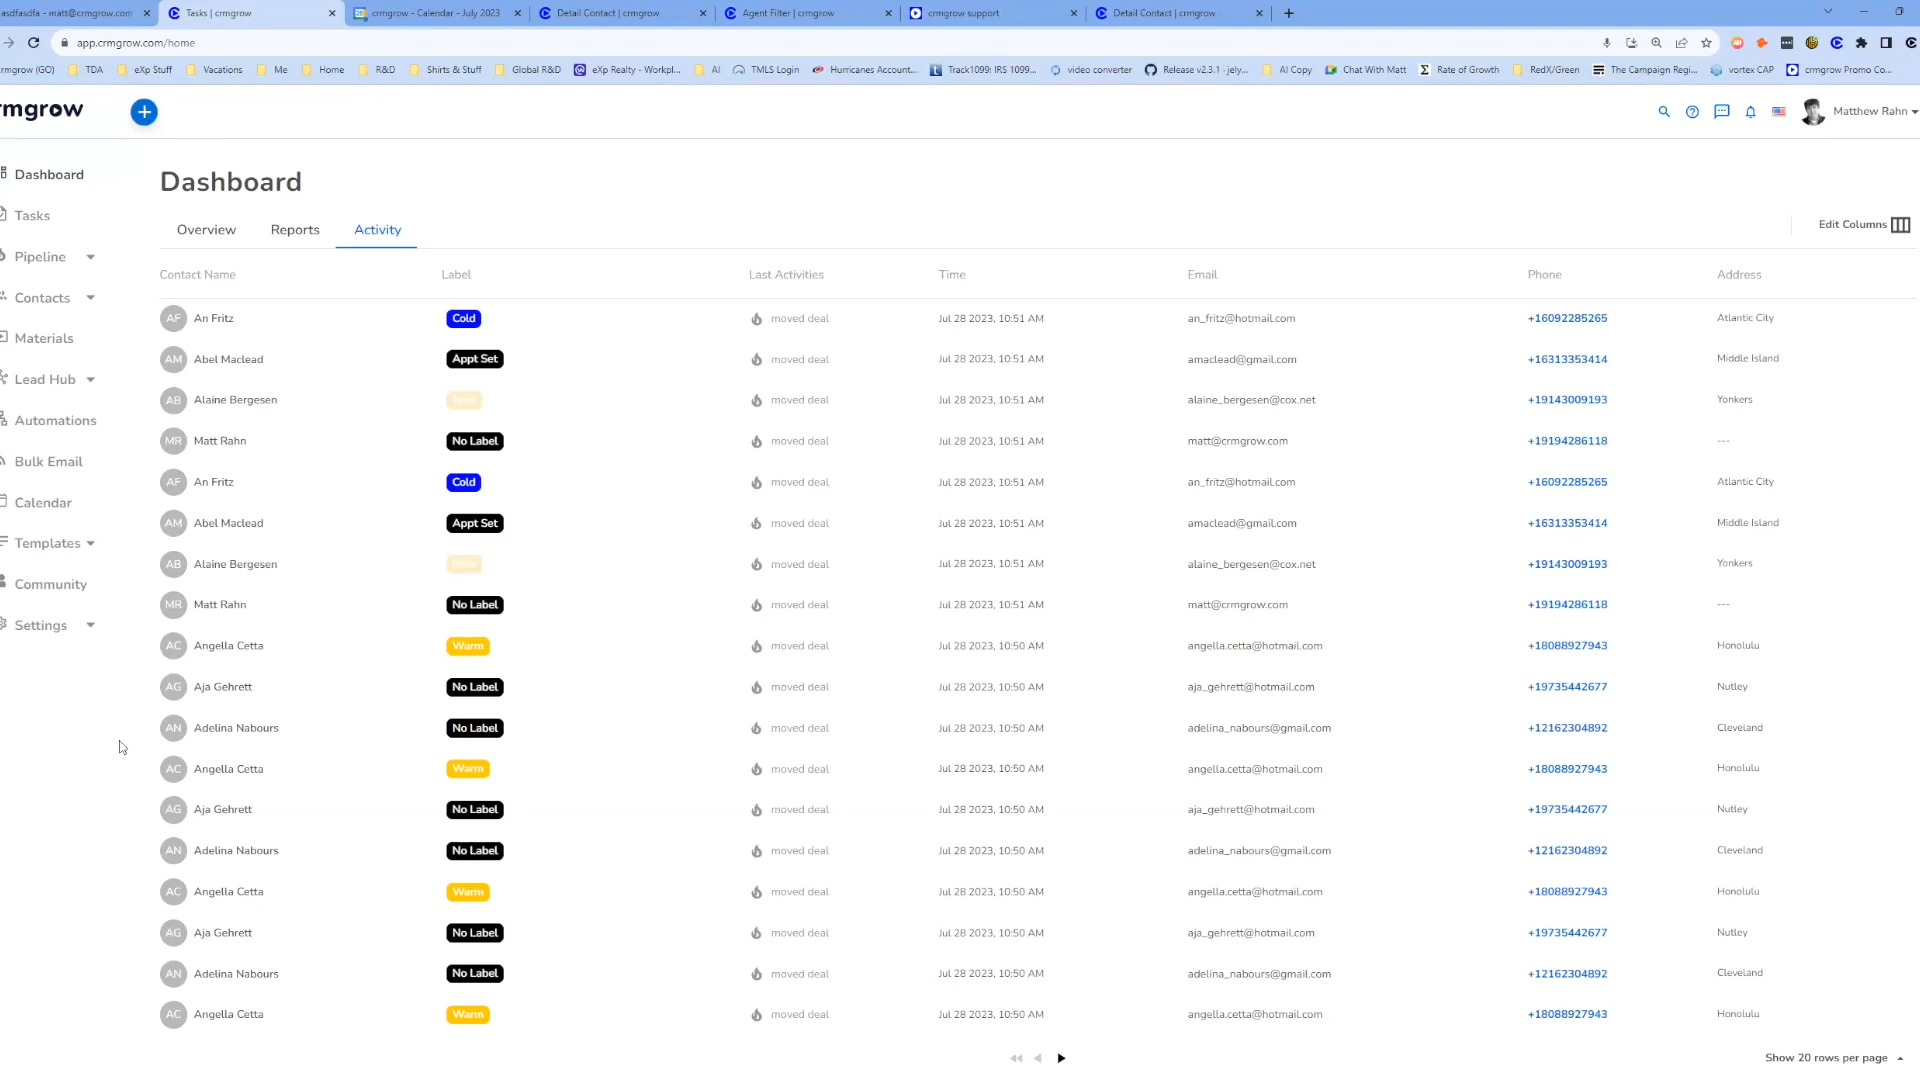 asdfasdfa - matt@crmgrow.com
Tasks | crmgrow
crmgrow - Calendar - July 2023
Detail Contact | crmgrow
Agent Filter | crmgrow
crmgrow support
Detail Contact | crmgrow
app.crmgrow.com/home
rmgrow (GO) TDA eXp Stuff Vacations Me Home R&D Shirts & Stuff Global R&D eXp Realty - Workpl... AI TMLS Login Hurricanes Account... Track1099: IRS 1099... video converter Release v2.3.1 · jely... AI Copy Chat With Matt Rate of Growth RedX/Green The Campaign Regi... vortex CAP crmgrow Promo Co...
rmgrow
Matthew Rahn
Dashboard
Tasks
Pipeline
Contacts
Materials
Lead Hub
Automations
Bulk Email
Calendar
Templates
Community
Settings
Dashboard
Overview Reports Activity
Edit Columns
Contact Name Label Last Activities Time Email Phone Address
AF An Fritz Cold moved deal Jul 28 2023, 10:51 AM an_fritz@hotmail.com +16092285265 Atlantic City
AM Abel Maclead Appt Set moved deal Jul 28 2023, 10:51 AM amaclead@gmail.com +16313353414 Middle Island
AB Alaine Bergesen New moved deal Jul 28 2023, 10:51 AM alaine_bergesen@cox.net +19143009193 Yonkers
MR Matt Rahn No Label moved deal Jul 28 2023, 10:51 AM matt@crmgrow.com +19194286118 ---
AF An Fritz Cold moved deal Jul 28 2023, 10:51 AM an_fritz@hotmail.com +16092285265 Atlantic City
AM Abel Maclead Appt Set moved deal Jul 28 2023, 10:51 AM amaclead@gmail.com +16313353414 Middle Island
AB Alaine Bergesen New moved deal Jul 28 2023, 10:51 AM alaine_bergesen@cox.net +19143009193 Yonkers
MR Matt Rahn No Label moved deal Jul 28 2023, 10:51 AM matt@crmgrow.com +19194286118 ---
AC Angella Cetta Warm moved deal Jul 28 2023, 10:51 AM angella.cetta@hotmail.com +18088927943 Honolulu
AG Aja Gehrett No Label moved deal Jul 28 2023, 10:50 AM aja_gehrett@hotmail.com +19735442677 Nutley
AN Adelina Nabours No Label moved deal Jul 28 2023, 10:50 AM adelina_nabours@gmail.com +12162304892 Cleveland
AC Angella Cetta Warm moved deal Jul 28 2023, 10:50 AM angella.cetta@hotmail.com +18088927943 Honolulu
AG Aja Gehrett No Label moved deal Jul 28 2023, 10:50 AM aja_gehrett@hotmail.com +19735442677 Nutley
AN Adelina Nabours No Label moved deal Jul 28 2023, 10:50 AM adelina_nabours@gmail.com +12162304892 Cleveland
AC Angella Cetta Warm moved deal Jul 28 2023, 10:50 AM angella.cetta@hotmail.com +18088927943 Honolulu
AG Aja Gehrett No Label moved deal Jul 28 2023, 10:50 AM aja_gehrett@hotmail.com +19735442677 Nutley
AN Adelina Nabours No Label moved deal Jul 28 2023, 10:50 AM adelina_nabours@gmail.com +12162304892 Cleveland
AC Angella Cetta Warm moved deal Jul 28 2023, 10:50 AM angella.cetta@hotmail.com +18088927943 Honolulu
Show 20 rows per page